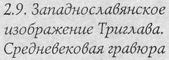 2.9. Западнославянское
изображение Триглава.
Средневековая гравюра